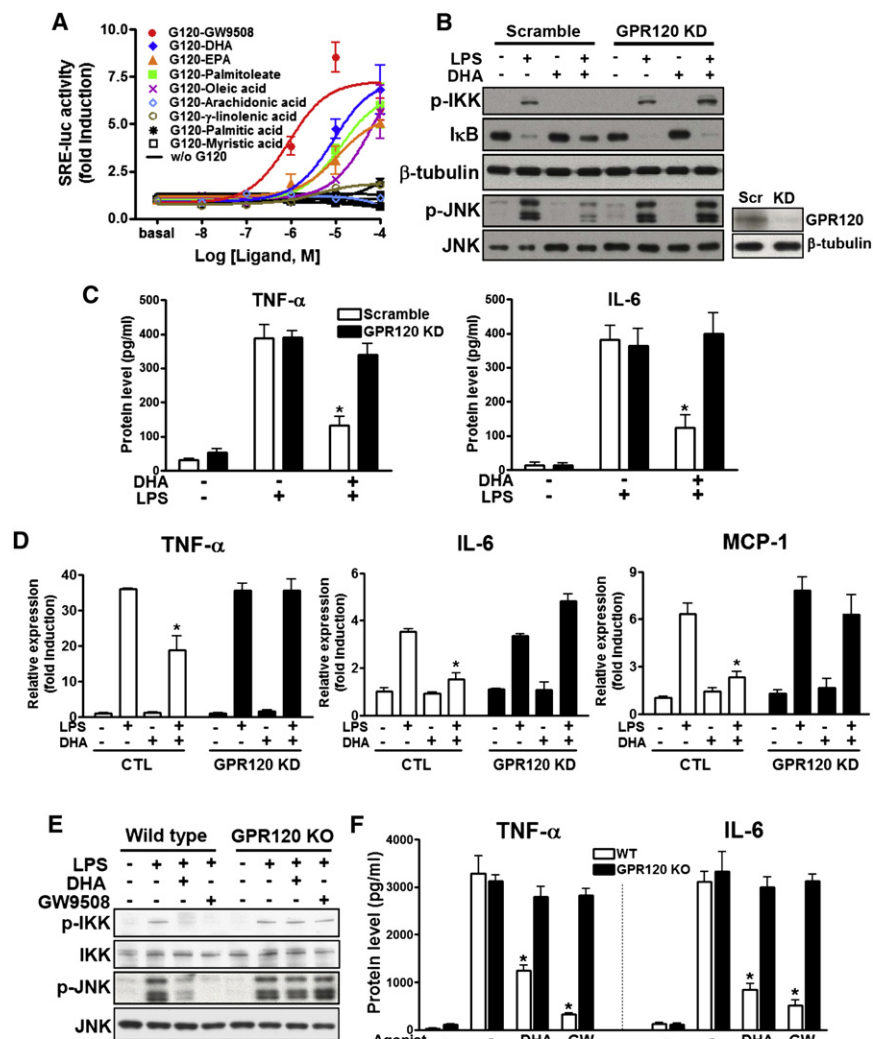 A
SRE-luc activity
(fold Induction)
10.0
7.5
5.0
2.5
0.0
G120-GW9508
G120-DHA
G120-EPA
G120-Palmitoleate
G120-Oleic acid
G120-Arachidonic acid
G120-γ-linolenic acid
G120-Palmitic acid
G120-Myristic acid
w/o G120
basal -8 -7 -6 -5 -4
Log [Ligand, M]
B
Scramble GPR120 KD
LPS - + - + - + - +
DHA - - + + - - + +
p-IKK
IκB
β-tubulin
p-JNK
JNK
Scr KD
GPR120
β-tubulin
C
TNF-α
Scramble
GPR120 KD
Protein level (pg/ml)
500
400
300
200
100
0
*
DHA - - +
LPS - + +
IL-6
Protein level (pg/ml)
500
400
300
200
100
0
*
DHA - - +
LPS - + +
D
TNF-α
Relative expression
(fold Induction)
40
30
20
10
0
*
LPS - + - + - + - +
DHA - - + + - - + +
CTL GPR120 KD
IL-6
Relative expression
(fold Induction)
6
4
2
0
*
LPS - + - + - + - +
DHA - - + + - - + +
CTL GPR120 KD
MCP-1
Relative expression
(fold Induction)
9
6
3
0
*
LPS - + - + - + - +
DHA - - + + - - + +
CTL GPR120 KD
E
Wild type GPR120 KO
LPS - + + + - + + +
DHA - - + - - - + -
GW9508 - - - + - - - +
p-IKK
IKK
p-JNK
JNK
F
TNF-α IL-6
WT
GPR120 KO
Protein level (pg/ml)
4000
3000
2000
1000
0
* * * *
Agonist - - DHA GW - - DHA GW